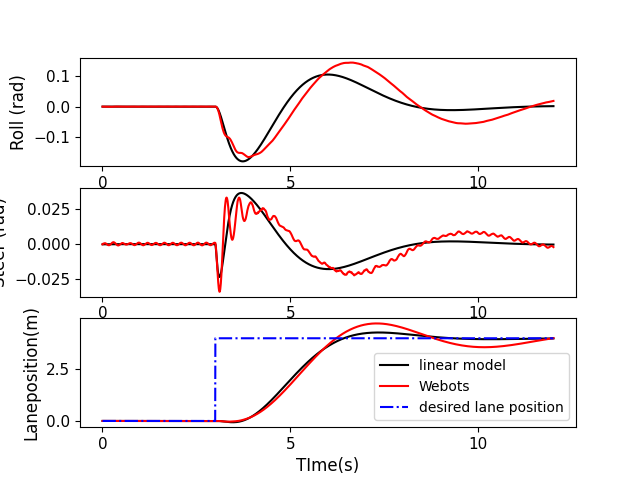 Roll (rad)
0.1
0.0
−0.1
0
5
10
Steer (rad)
0.025
0.000
−0.025
0
5
10
Laneposition(m)
2.5
0.0
linear model
Webots
desired lane position
0
5
10
TIme(s)